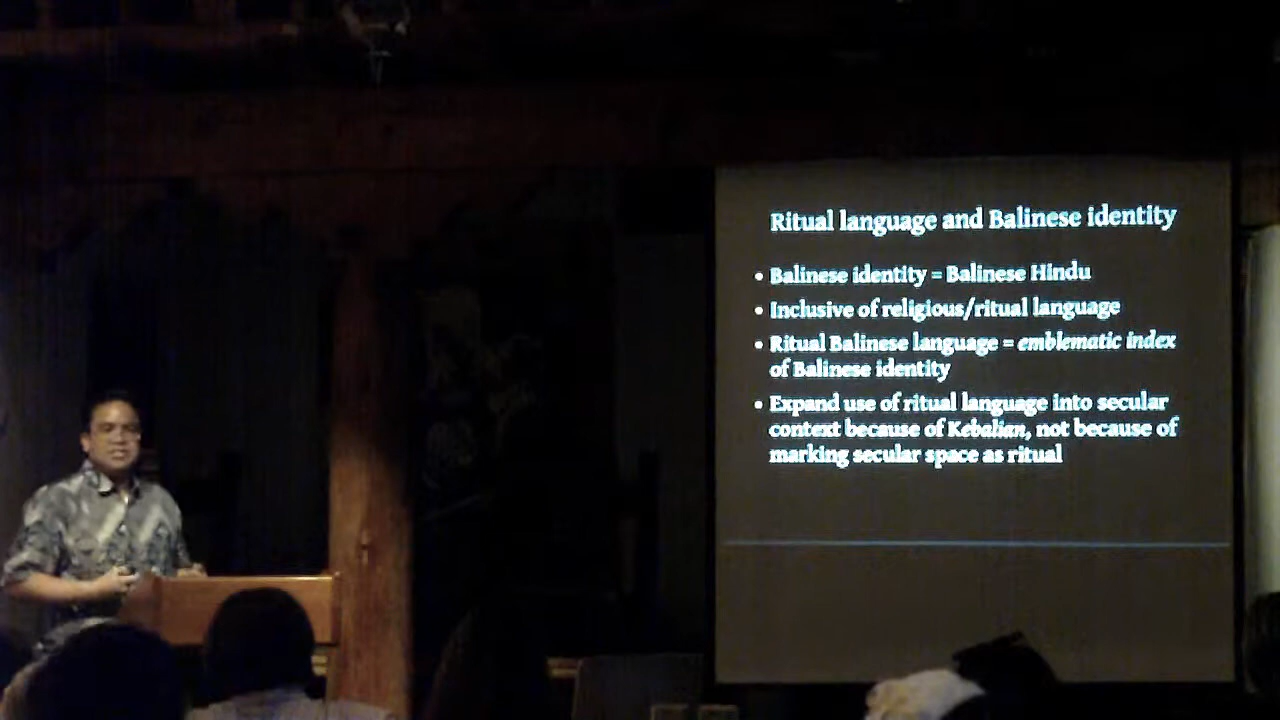 Ritual language and Balinese identity
• Balinese identity = Balinese Hindu
• Inclusive of religious/ritual language
• Ritual Balinese language = emblematic index
of Balinese identity
• Expand use of ritual language into secular
context because of Kebalian, not because of
marking secular space as ritual